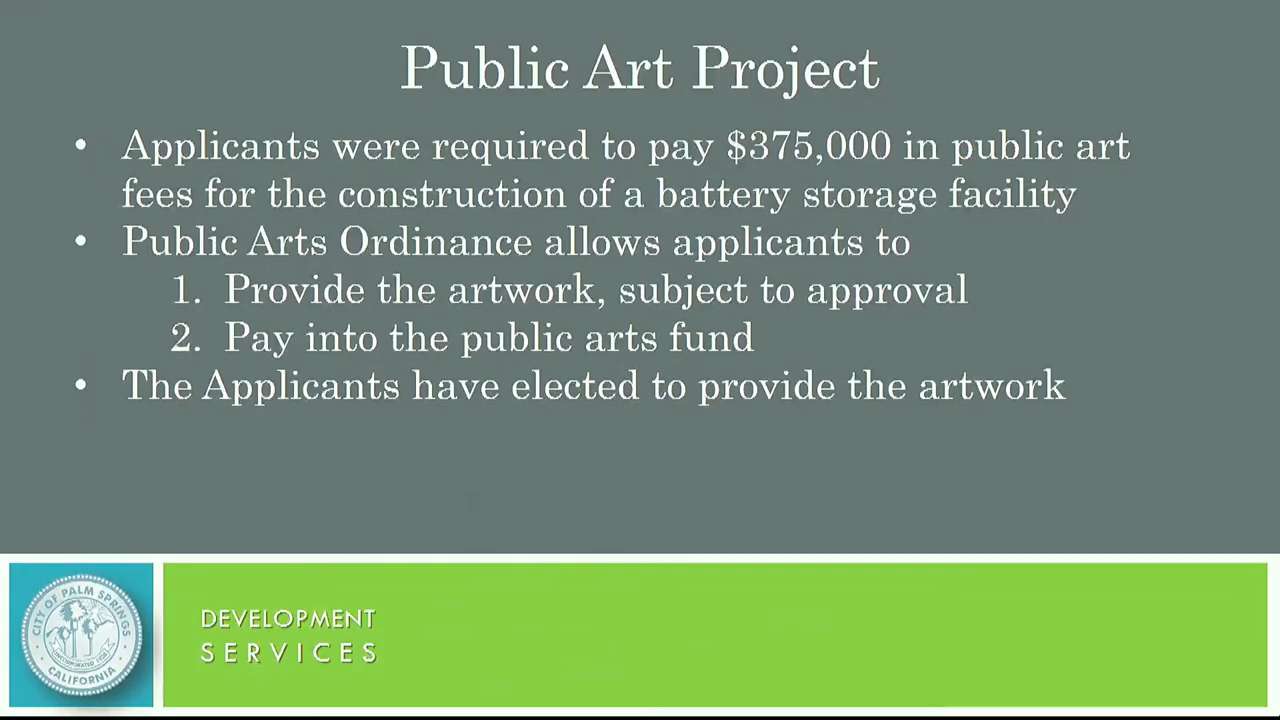 Public Art Project
• Applicants were required to pay $375,000 in public art
fees for the construction of a battery storage facility
• Public Arts Ordinance allows applicants to
1. Provide the artwork, subject to approval
2. Pay into the public arts fund
• The Applicants have elected to provide the artwork
CITY OF PALM SPRINGS
CALIFORNIA
DEVELOPMENT
SERVICES